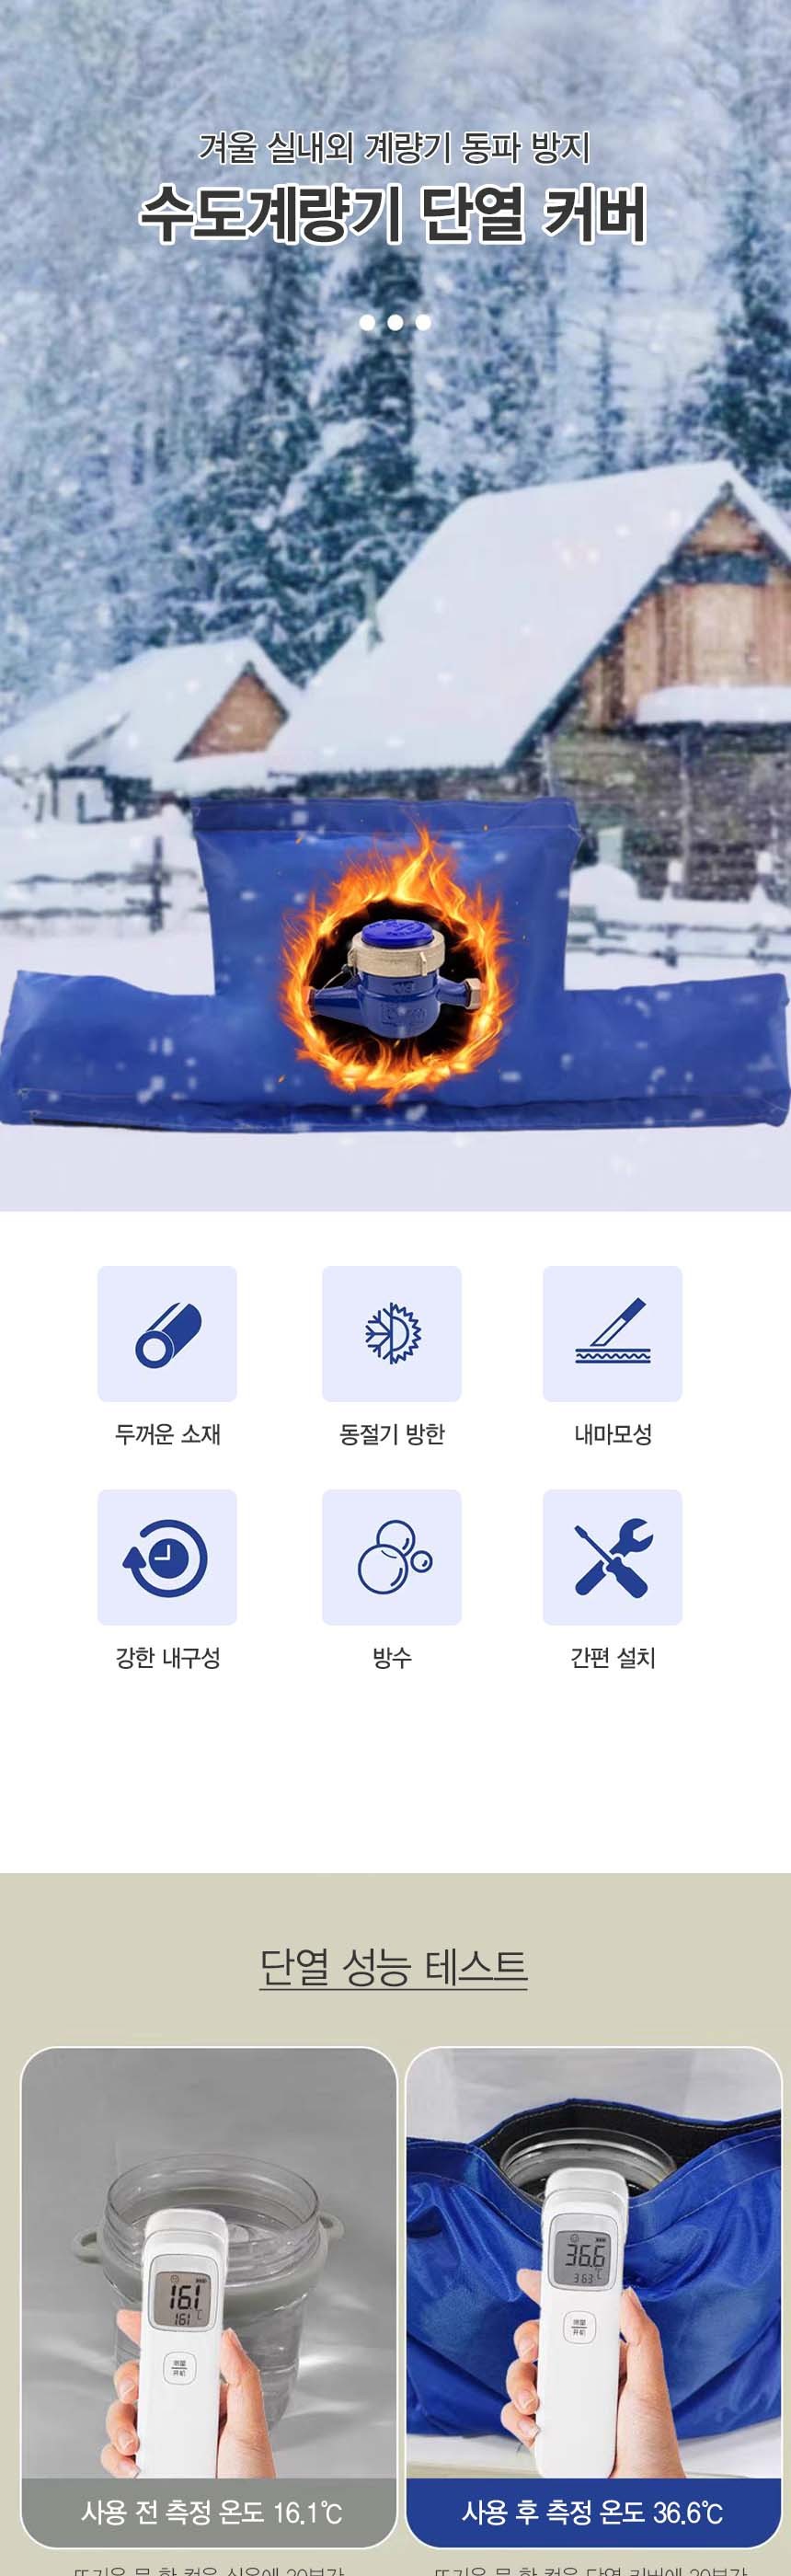 겨울 실내외 계량기 동파 방지
수도계량기 단열 커버
두꺼운 소재
동절기 방한
내마모성
강한 내구성
방수
간편 설치
단열 성능 테스트
16.1
16.1
℃
36.6
36.3
℃
사용 전 측정 온도 16.1℃
사용 후 측정 온도 36.6℃